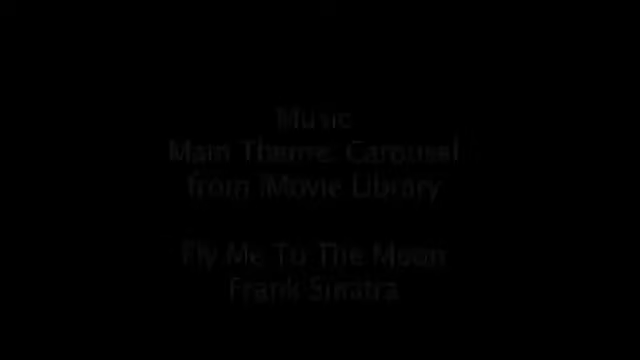 Music
Main Theme: Carousel
from iMovie Library
Fly Me To The Moon
Frank Sinatra